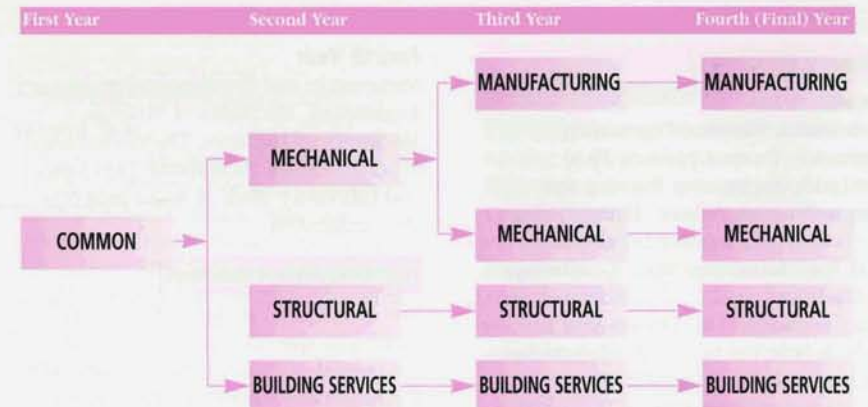 First Year Second Year Third Year Fourth (Final) Year
MANUFACTURING MANUFACTURING
MECHANICAL
COMMON MECHANICAL MECHANICAL
STRUCTURAL STRUCTURAL STRUCTURAL
BUILDING SERVICES BUILDING SERVICES BUILDING SERVICES